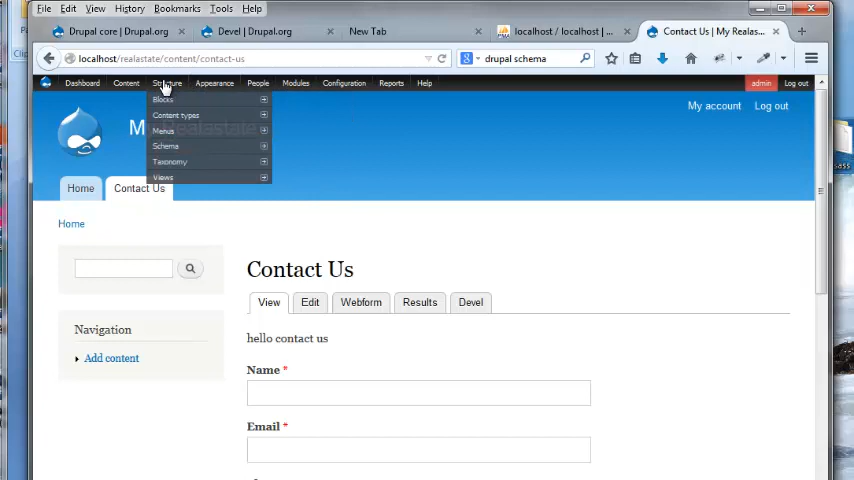 File Edit View History Bookmarks Tools Help
Drupal core | Drupal.org × Devel | Drupal.org × New Tab × localhost / localhost | ... × Contact Us | My Realas... × +
localhost/realastate/content/contact-us
drupal schema
Dashboard Content Structure Appearance People Modules Configuration Reports Help admin Log out
Blocks
Content types
Menus
Schema
Taxonomy
Views
My Realastate
My account Log out
Home Contact Us
Home
Contact Us
View Edit Webform Results Devel
Navigation
Add content
hello contact us
Name *
Email *